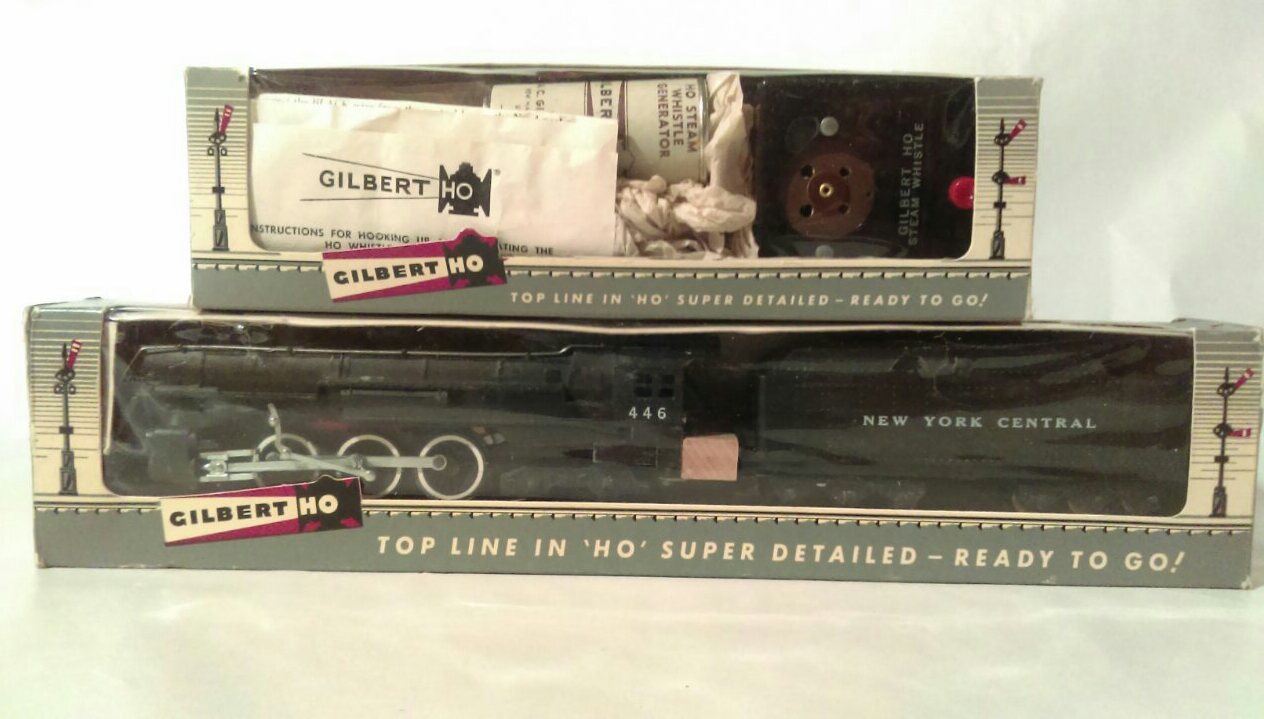 HO STEAM
WHISTLE
GENERATOR
GILBERT HO
INSTRUCTIONS FOR HOOKING UP
HO
THE
GILBERT HO
STEAM WHISTLE
GILBERT HO
TOP LINE IN 'HO' SUPER DETAILED – READY TO GO!
446
NEW YORK CENTRAL
GILBERT HO
TOP LINE IN 'HO' SUPER DETAILED – READY TO GO!